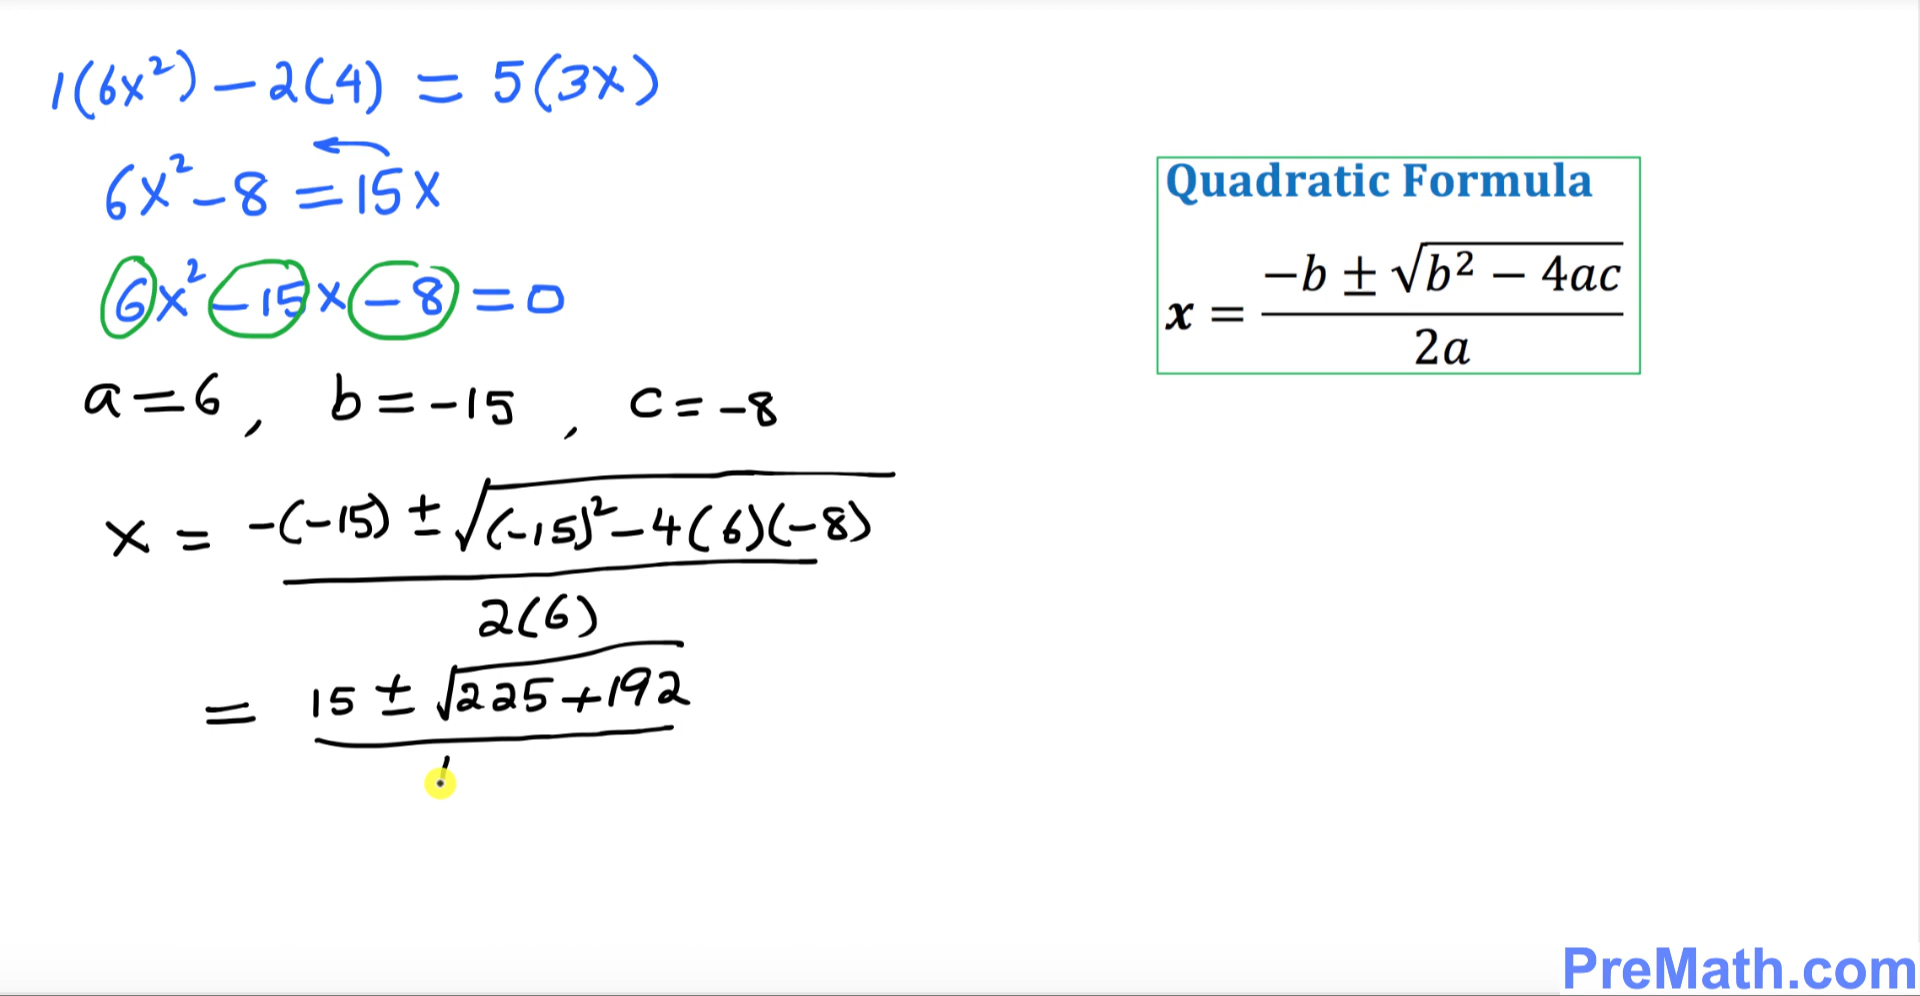 1(6x²) - 2(4) = 5(3x)
6x² - 8 = 15x
6x² - 15x - 8 = 0
a = 6, b = -15, c = -8
x = -(-15) ± √(-15)² - 4(6)(-8)
2(6)
= 15 ± √225 + 192
1
Quadratic Formula
x = -b ± √b² - 4ac
2a
PreMath.com